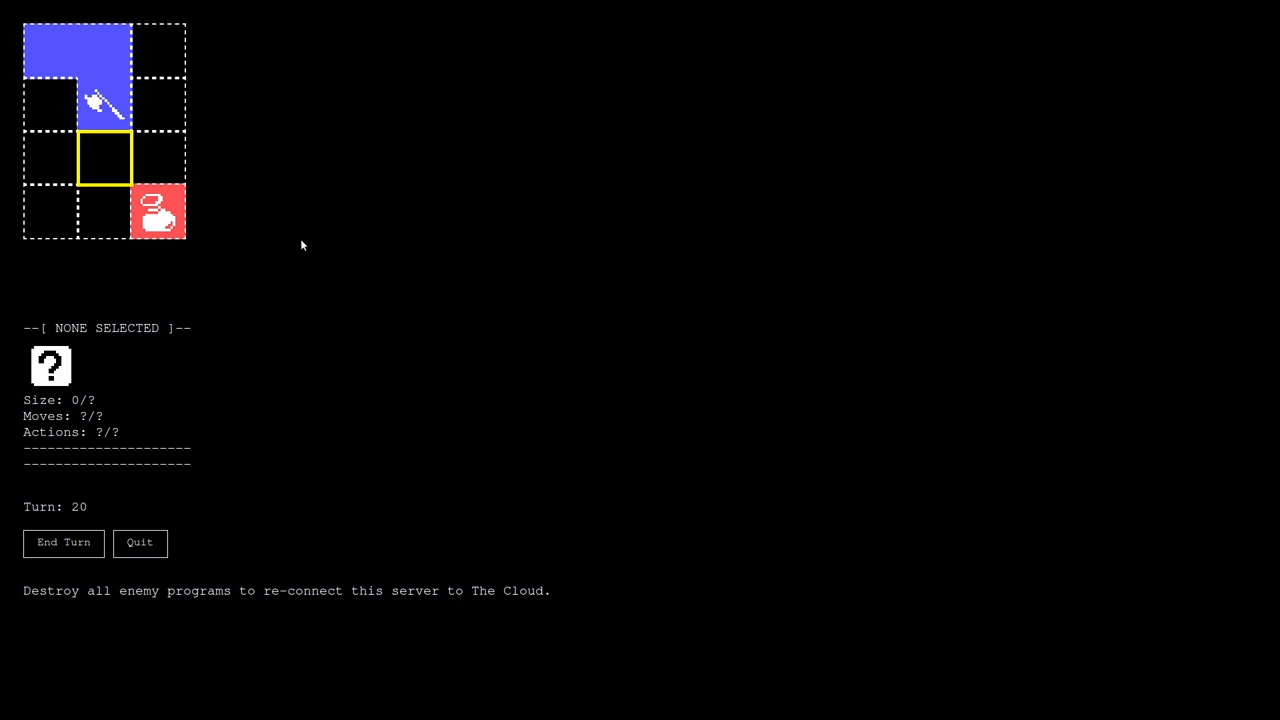 --[ NONE SELECTED ]--
?
Size: 0/?
Moves: ?/?
Actions: ?/?
---------------------
---------------------
Turn: 20
End Turn Quit
Destroy all enemy programs to re-connect this server to The Cloud.